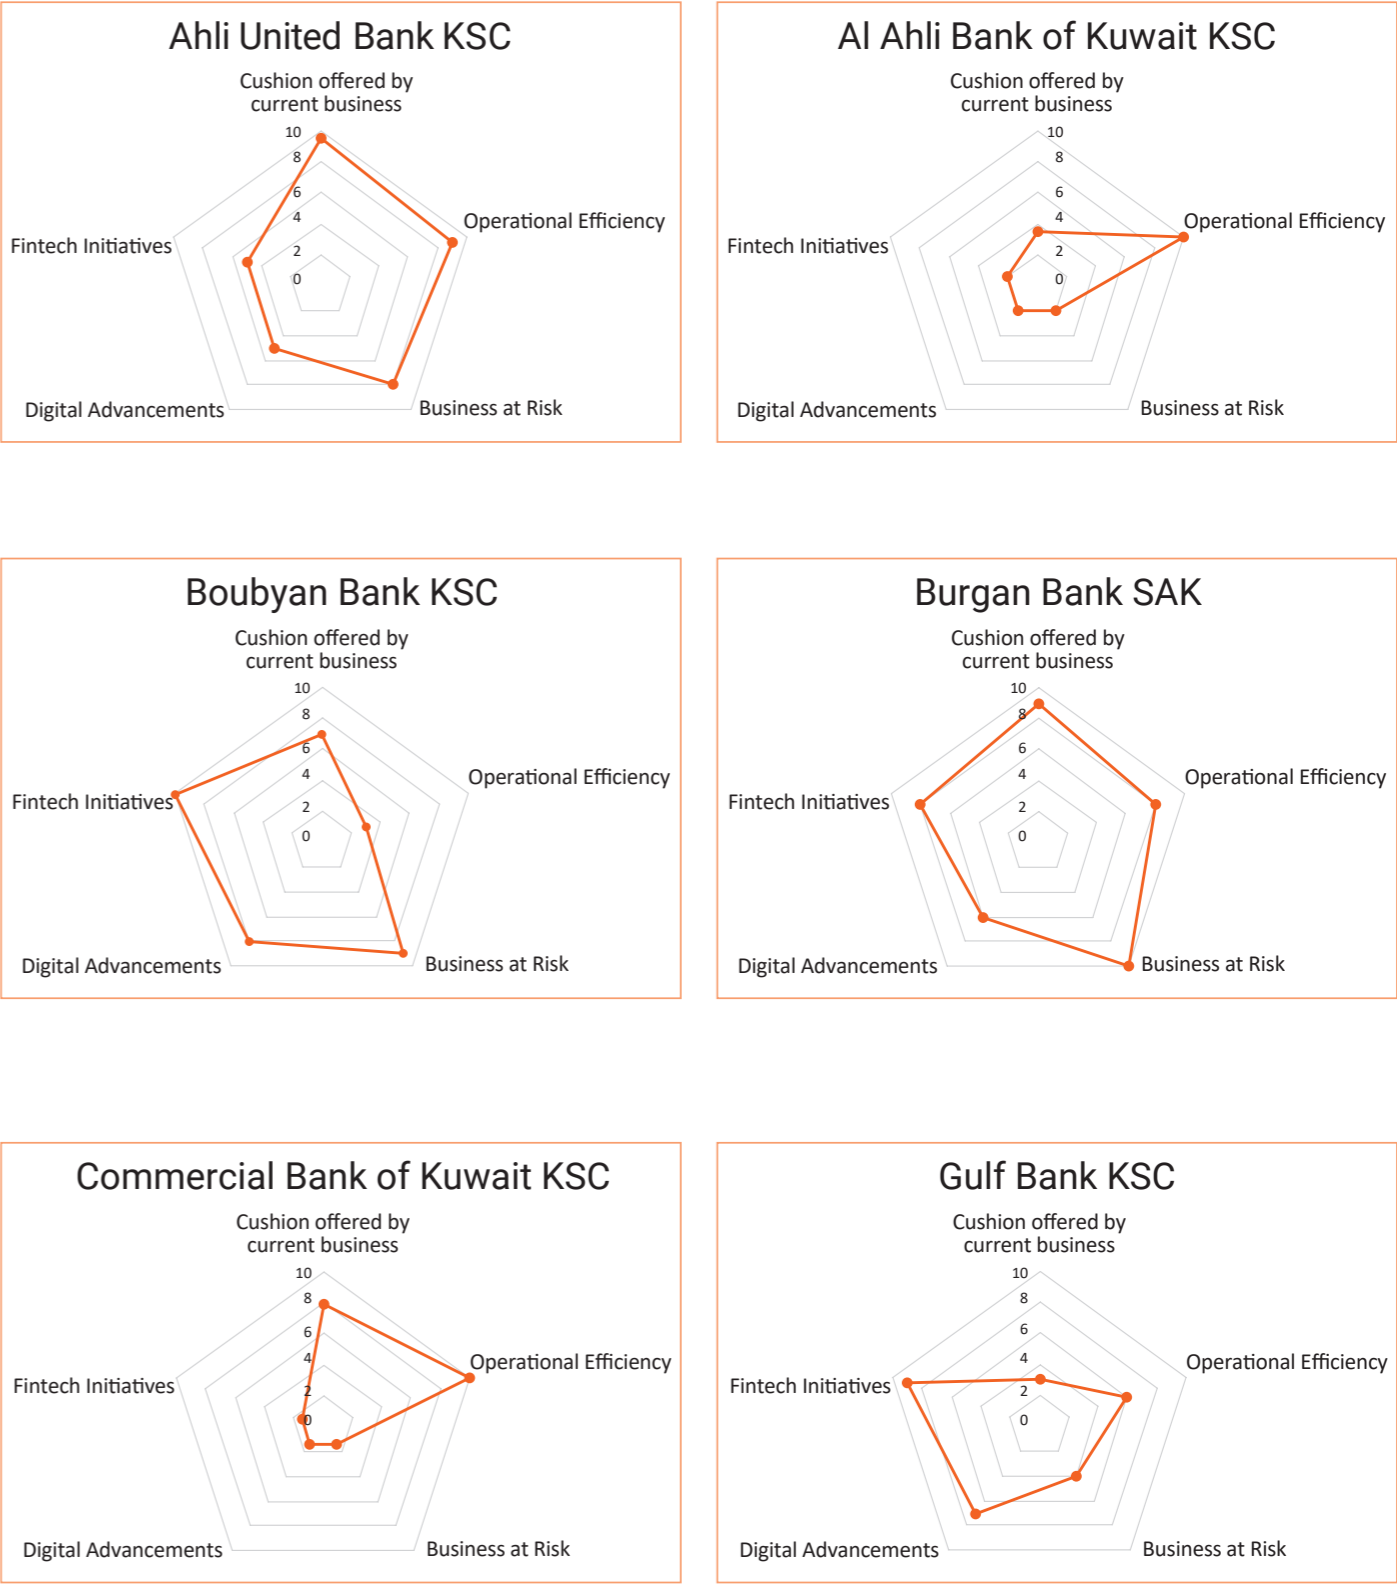 Ahli United Bank KSC
Cushion offered by
current business
10
8
6
4
2
0
Operational Efficiency
Fintech Initiatives
Digital Advancements
Business at Risk
Al Ahli Bank of Kuwait KSC
Cushion offered by
current business
10
8
6
4
2
0
Operational Efficiency
Fintech Initiatives
Digital Advancements
Business at Risk
Boubyan Bank KSC
Cushion offered by
current business
10
8
6
4
2
0
Operational Efficiency
Fintech Initiatives
Digital Advancements
Business at Risk
Burgan Bank SAK
Cushion offered by
current business
10
8
6
4
2
0
Operational Efficiency
Fintech Initiatives
Digital Advancements
Business at Risk
Commercial Bank of Kuwait KSC
Cushion offered by
current business
10
8
6
4
2
0
Operational Efficiency
Fintech Initiatives
Digital Advancements
Business at Risk
Gulf Bank KSC
Cushion offered by
current business
10
8
6
4
2
0
Operational Efficiency
Fintech Initiatives
Digital Advancements
Business at Risk